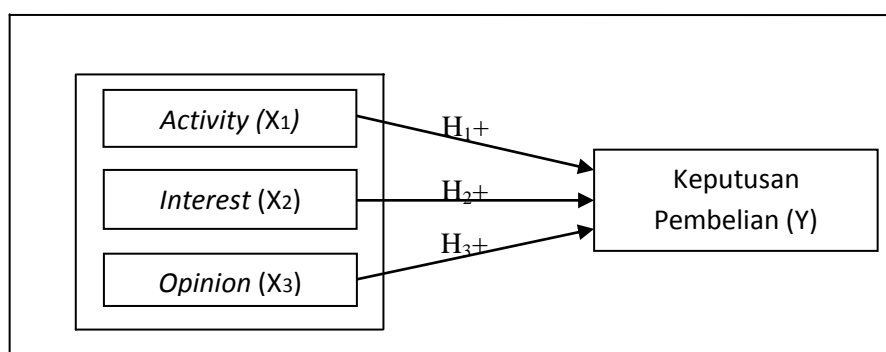 Activity (X1)
H1+
Interest (X2)
H2+
Keputusan
Pembelian (Y)
H3+
Opinion (X3)